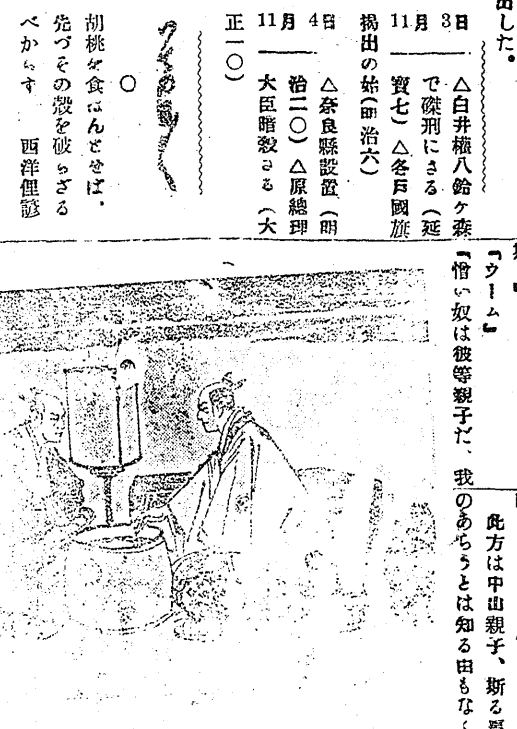 出した。
11月 3日 △白井權八鈴ヶ森
で磔刑にさる（延
寶七）△各戸國旗
揭出の始（明治六）
11月 4日 △奈良縣設置（明
治二〇）△原總理
大臣暗殺さる（大
正一〇）
○
胡桃を食はんとせば、
先づその殼を破らざる
べからず 西洋俚諺
『ウーム』
『憎い奴は彼等親子だ、我
此方は中山親子、斯る
のあらうとは知る由もなく